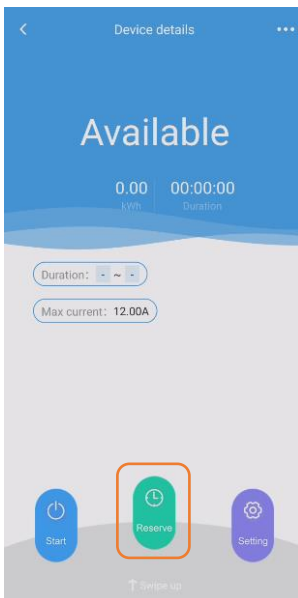 Device details
Available
0.00 00:00:00
kWh Duration
Duration: - ~ -
Max current: 12.00A
Reserve
Start
Setting
Swipe up